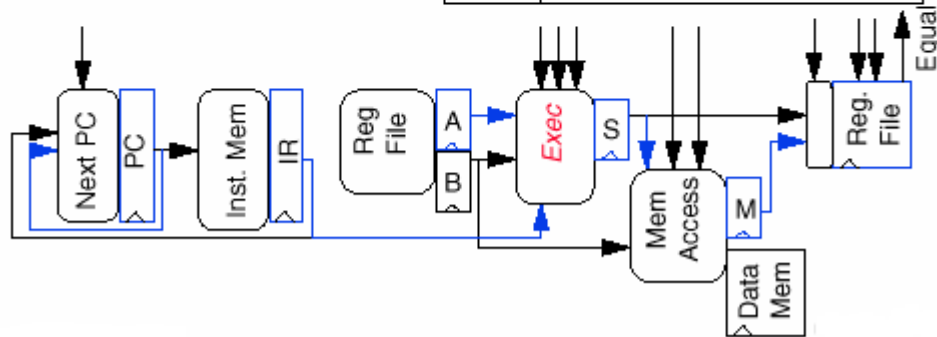 Next PC
PC
Inst. Mem
IR
Reg
File
A
B
Exec
S
Mem
Access
M
Data
Mem
Reg.
File
Equal